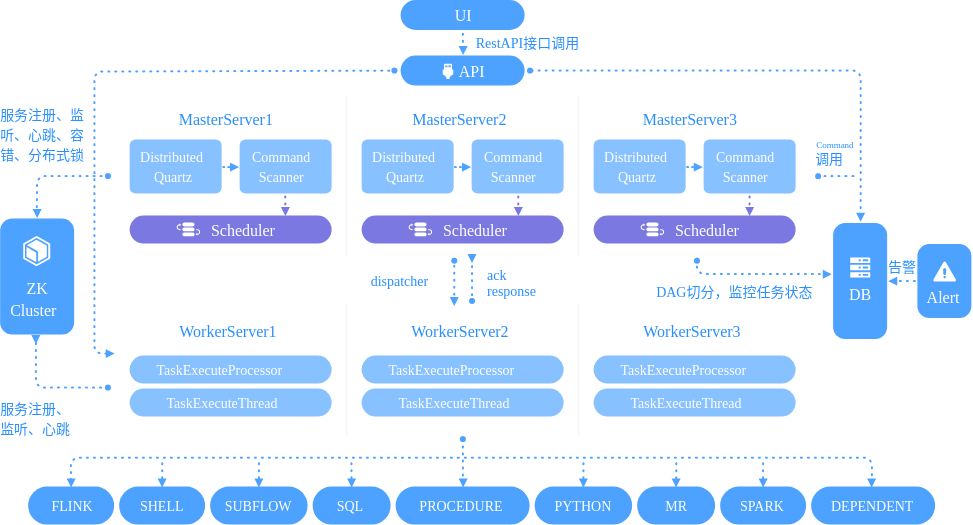 UI
RestAPI接口调用
API
服务注册、监
听、心跳、容
错、分布式锁
MasterServer1
MasterServer2
MasterServer3
Distributed
Quartz
Command
Scanner
Distributed
Quartz
Command
Scanner
Distributed
Quartz
Command
Scanner
Command
调用
Scheduler
Scheduler
Scheduler
ZK
Cluster
dispatcher
ack
response
DAG切分，监控任务状态
DB
告警
Alert
WorkerServer1
WorkerServer2
WorkerServer3
TaskExecuteProcessor
TaskExecuteProcessor
TaskExecuteProcessor
TaskExecuteThread
TaskExecuteThread
TaskExecuteThread
服务注册、
监听、心跳
FLINK
SHELL
SUBFLOW
SQL
PROCEDURE
PYTHON
MR
SPARK
DEPENDENT